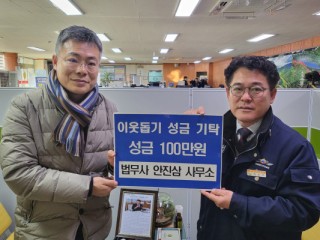 이웃돕기 성금 기탁
성금 100만원
법무사 안진삼 사무소